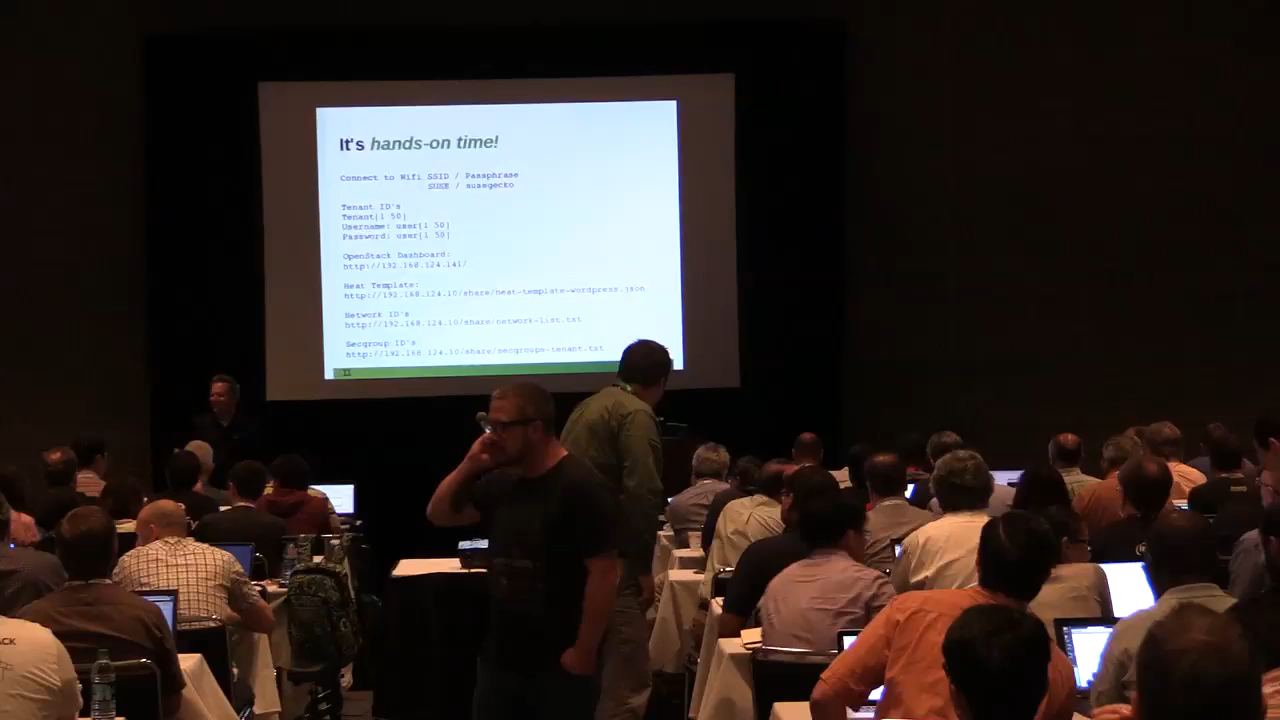 It's hands-on time!
Connect to Wifi SSID / Passphrase
SUSE / susegecko
Tenant ID's
Tenant[1 50]
Username: user[1 50]
Password: user[1 50]
OpenStack Dashboard:
http://192.168.124.141/
Heat Template:
http://192.168.124.10/share/heat-template-wordpress.json
Network ID's
http://192.168.124.10/share/network-list.txt
Secgroup ID's
http://192.168.124.10/share/secgroups-tenant.txt
11